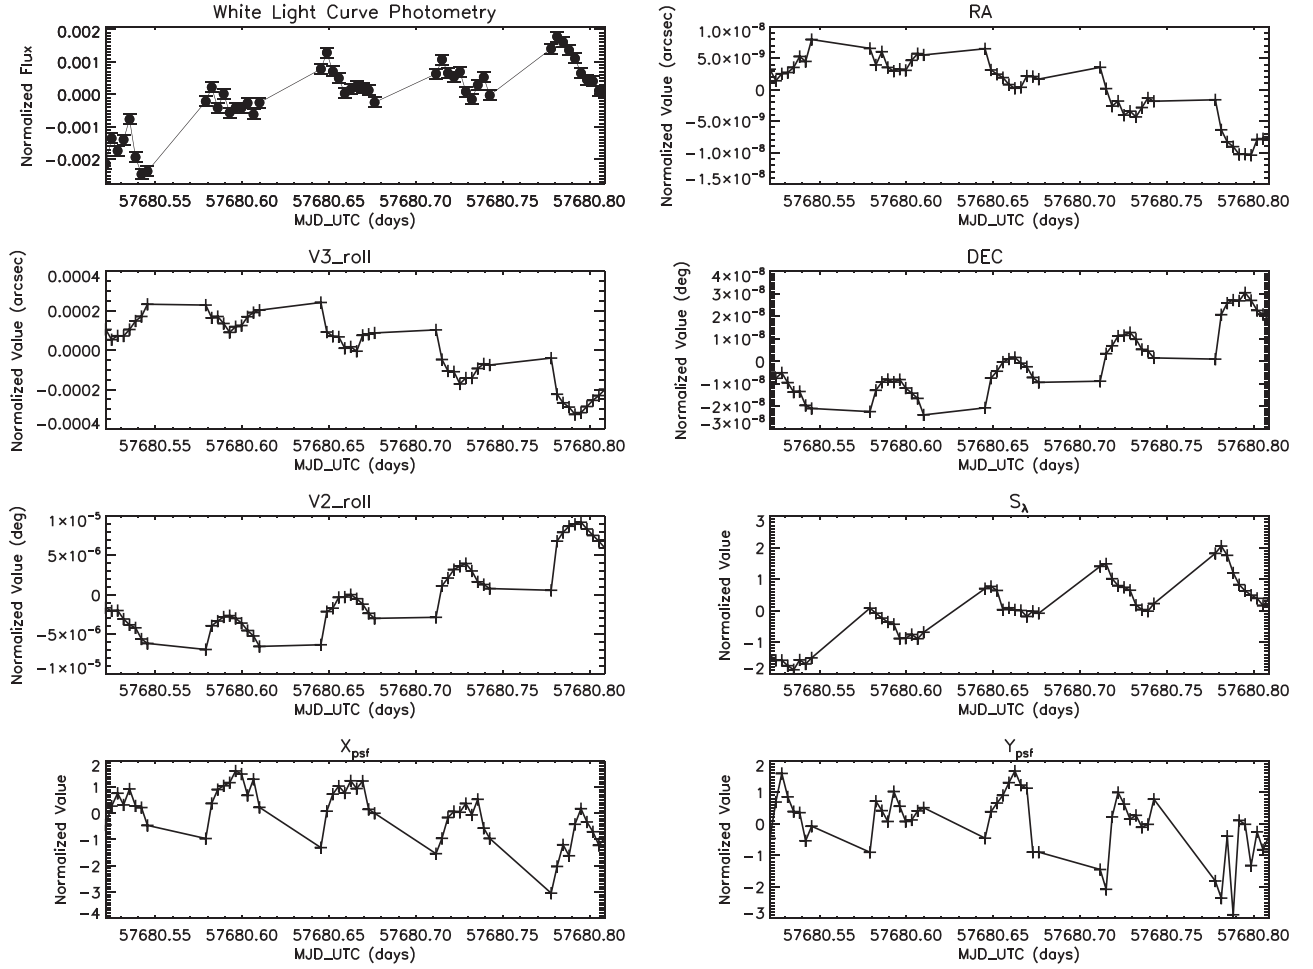 White Light Curve Photometry
Normalized Flux
0.002
0.001
0.000
−0.001
−0.002
57680.55 57680.60 57680.65 57680.70 57680.75 57680.80
MJD_UTC (days)
RA
Normalized Value (arcsec)
1.0×10⁻⁸
5.0×10⁻⁹
0
−5.0×10⁻⁹
−1.0×10⁻⁸
−1.5×10⁻⁸
57680.55 57680.60 57680.65 57680.70 57680.75 57680.80
MJD_UTC (days)
V3_roll
Normalized Value (arcsec)
0.0004
0.0002
0.0000
−0.0002
−0.0004
57680.55 57680.60 57680.65 57680.70 57680.75 57680.80
MJD_UTC (days)
DEC
Normalized Value (deg)
4×10⁻⁸
3×10⁻⁸
2×10⁻⁸
1×10⁻⁸
0
−1×10⁻⁸
−2×10⁻⁸
−3×10⁻⁸
57680.55 57680.60 57680.65 57680.70 57680.75 57680.80
MJD_UTC (days)
V2_roll
Normalized Value (deg)
1×10⁻⁵
5×10⁻⁶
0
−5×10⁻⁶
−1×10⁻⁵
57680.55 57680.60 57680.65 57680.70 57680.75 57680.80
MJD_UTC (days)
S_λ
Normalized Value
3
2
1
0
−1
−2
57680.55 57680.60 57680.65 57680.70 57680.75 57680.80
MJD_UTC (days)
X_psf
Normalized Value
2
1
0
−1
−2
−3
−4
57680.55 57680.60 57680.65 57680.70 57680.75 57680.80
MJD_UTC (days)
Y_psf
Normalized Value
2
1
0
−1
−2
−3
57680.55 57680.60 57680.65 57680.70 57680.75 57680.80
MJD_UTC (days)